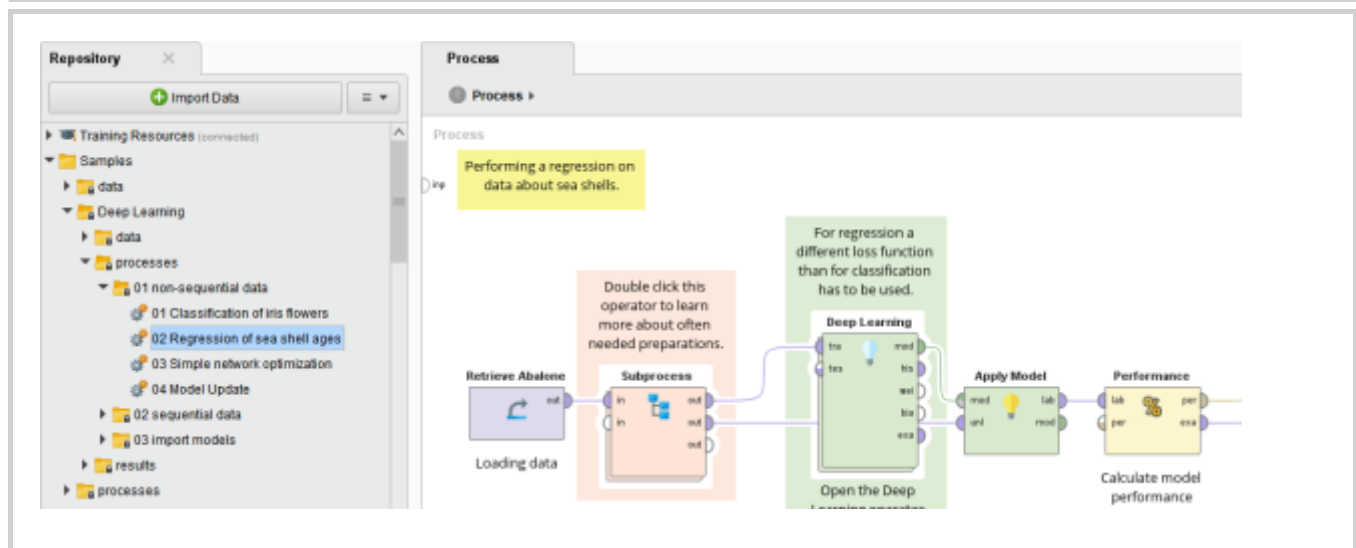 Repository
Import Data
Training Resources (connected)
Samples
data
Deep Learning
data
processes
01 non-sequential data
01 Classification of iris flowers
02 Regression of sea shell ages
03 Simple network optimization
04 Model Update
02 sequential data
03 import models
results
processes
Process
Process
Process
inp
Performing a regression on
data about sea shells.
Retrieve Abalone
out
Loading data
Double click this
operator to learn
more about often
needed preparations.
Subprocess
in
in
out
out
out
For regression a
different loss function
than for classification
has to be used.
Deep Learning
tra
tes
mod
his
wei
bia
exa
Open the Deep
Learning operator
Apply Model
mod
unl
lab
mod
Performance
lab
per
per
exa
Calculate model
performance